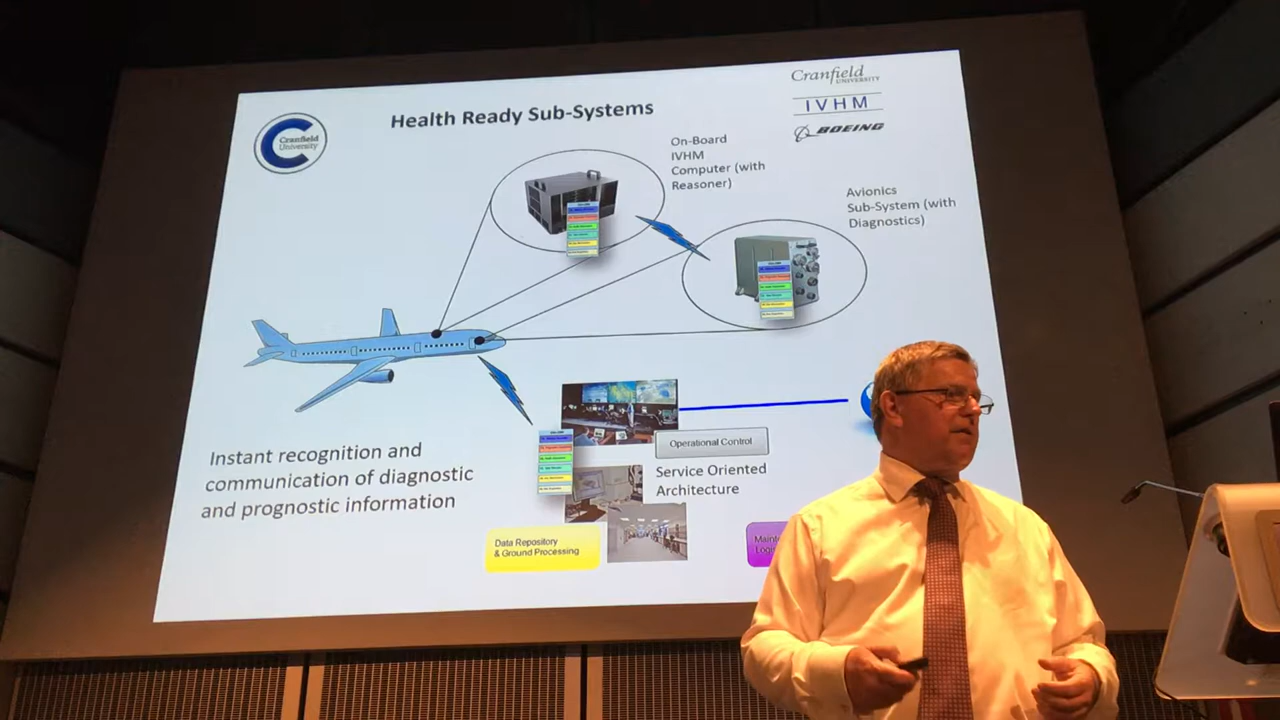 Health Ready Sub-Systems
Cranfield
University
Cranfield
UNIVERSITY
IVHM
BOEING
On-Board
IVHM
Computer (with
Reasoner)
Avionics
Sub-System (with
Diagnostics)
Instant recognition and
communication of diagnostic
and prognostic information
Operational Control
Service Oriented
Architecture
Data Repository
& Ground Processing